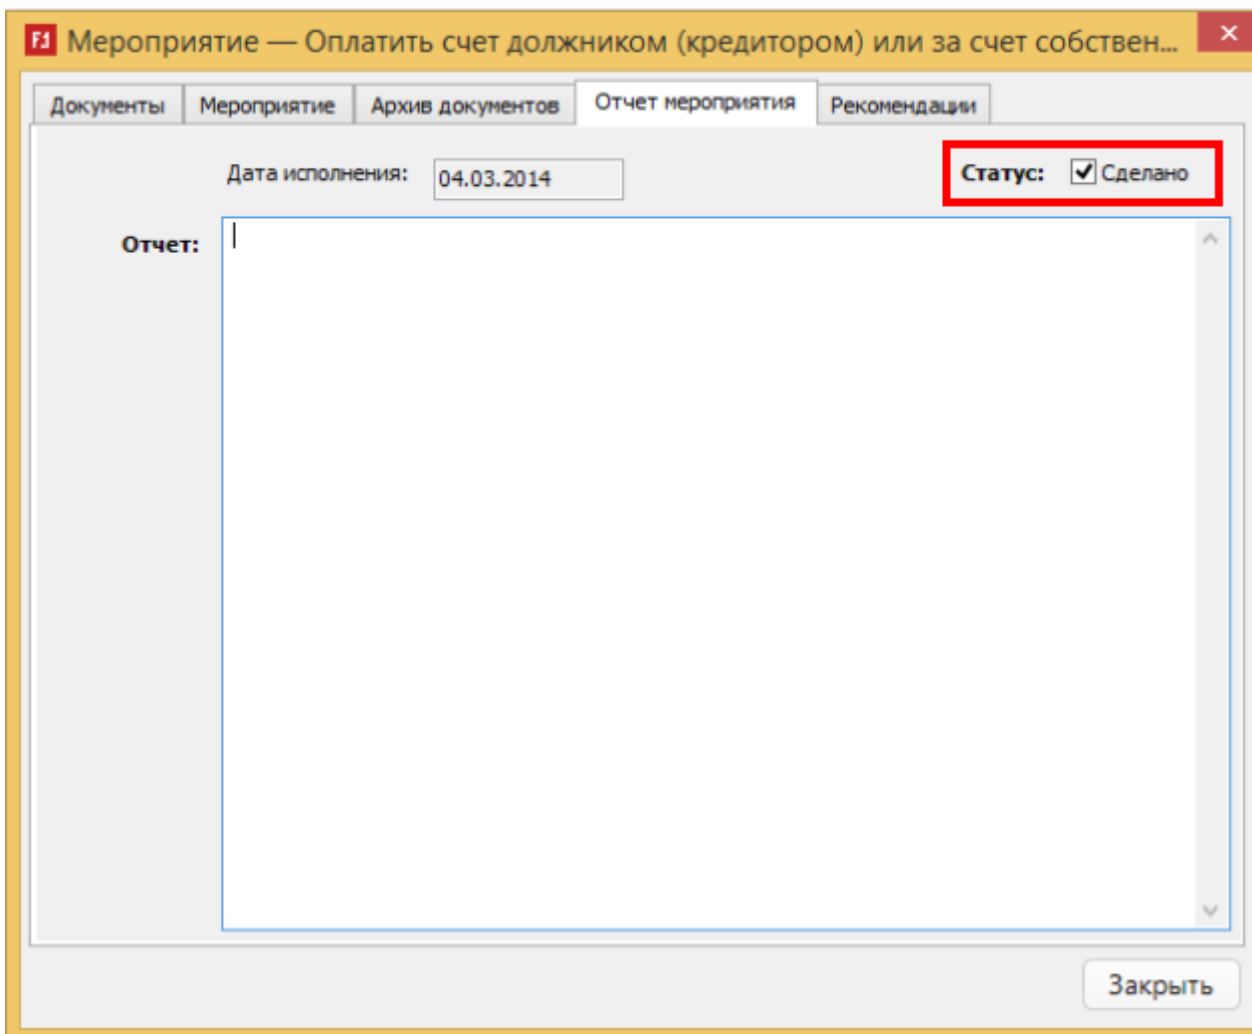 F1 Мероприятие — Оплатить счет должником (кредитором) или за счет собствен...
Документы Мероприятие Архив документов Отчет мероприятия Рекомендации
Дата исполнения: 04.03.2014 Статус: Сделано
Отчет:
Закрыть